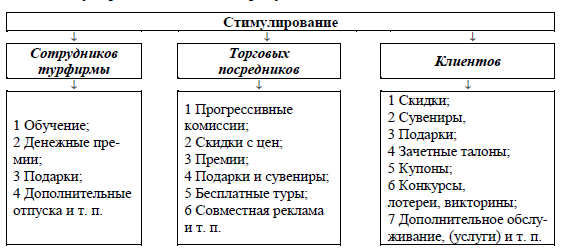 Стимулирование
Сотрудников
турфирмы
Торговых
посредников
Клиентов
1 Обучение;
2 Денежные пре-
мии;
3 Подарки;
4 Дополнительные
отпуска и т. п.
1 Прогрессивные
комиссии;
2 Скидки с цен;
3 Премии;
4 Подарки и сувениры;
5 Бесплатные туры;
6 Совместная реклама
и т. п.
1 Скидки;
2 Сувениры,
3 Подарки;
4 Зачетные талоны;
5 Купоны;
6 Конкурсы,
лотереи, викторины;
7 Дополнительное обслу-
живание, (услуги) и т. п.